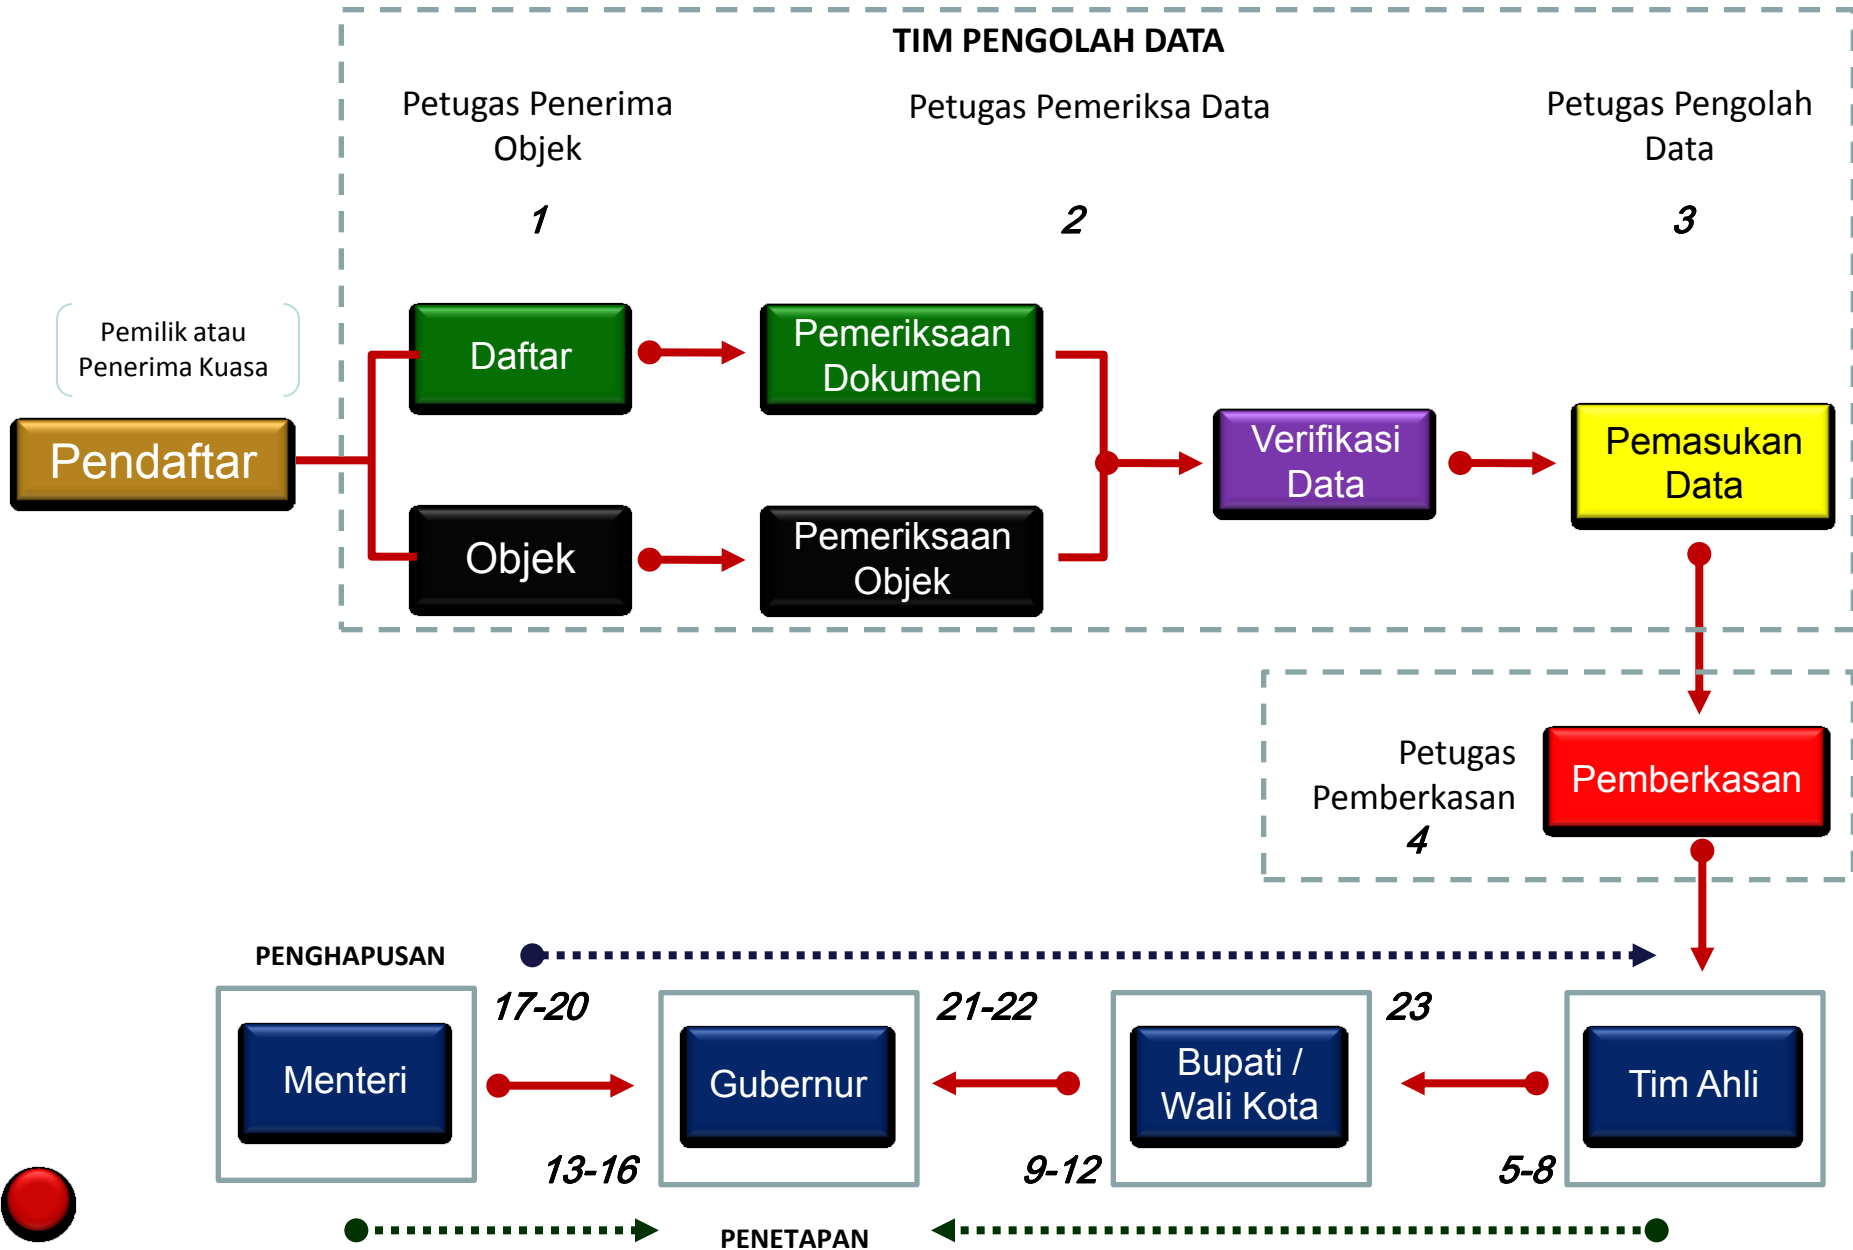 TIM PENGOLAH DATA
Petugas Penerima
Objek
1
Petugas Pemeriksa Data
2
Petugas Pengolah
Data
3
Pemilik atau
Penerima Kuasa
Pendaftar
Daftar
Pemeriksaan
Dokumen
Objek
Pemeriksaan
Objek
Verifikasi
Data
Pemasukan
Data
Petugas
Pemberkasan
4
Pemberkasan
PENGHAPUSAN
17-20
21-22
23
Menteri
Gubernur
Bupati /
Wali Kota
Tim Ahli
13-16
9-12
5-8
PENETAPAN